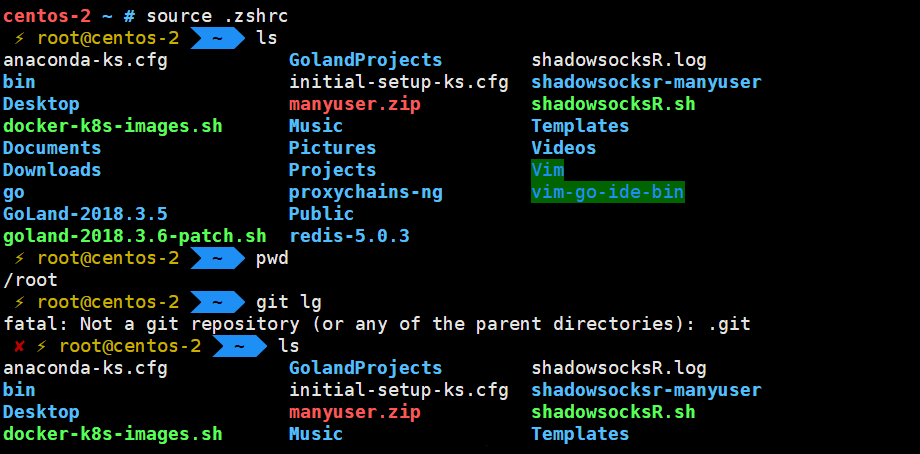 centos-2 ~ # source .zshrc
⚡ root@centos-2 ~ ls
anaconda-ks.cfg GolandProjects shadowsocksR.log
bin initial-setup-ks.cfg shadowsocksr-manyuser
Desktop manyuser.zip shadowsocksR.sh
docker-k8s-images.sh Music Templates
Documents Pictures Videos
Downloads Projects Vim
go proxychains-ng vim-go-ide-bin
GoLand-2018.3.5 Public
goland-2018.3.6-patch.sh redis-5.0.3
⚡ root@centos-2 ~ pwd
/root
⚡ root@centos-2 ~ git lg
fatal: Not a git repository (or any of the parent directories): .git
✘ ⚡ root@centos-2 ~ ls
anaconda-ks.cfg GolandProjects shadowsocksR.log
bin initial-setup-ks.cfg shadowsocksr-manyuser
Desktop manyuser.zip shadowsocksR.sh
docker-k8s-images.sh Music Templates